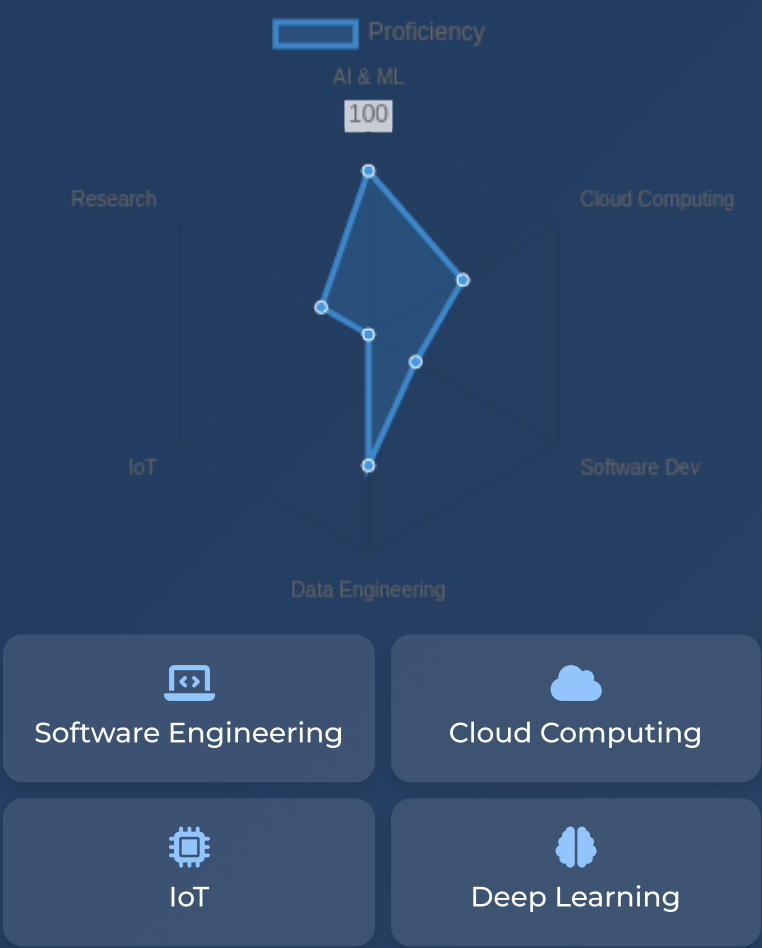 Proficiency
AI & ML
100
Research
Cloud Computing
IoT
Software Dev
Data Engineering
Software Engineering
Cloud Computing
IoT
Deep Learning